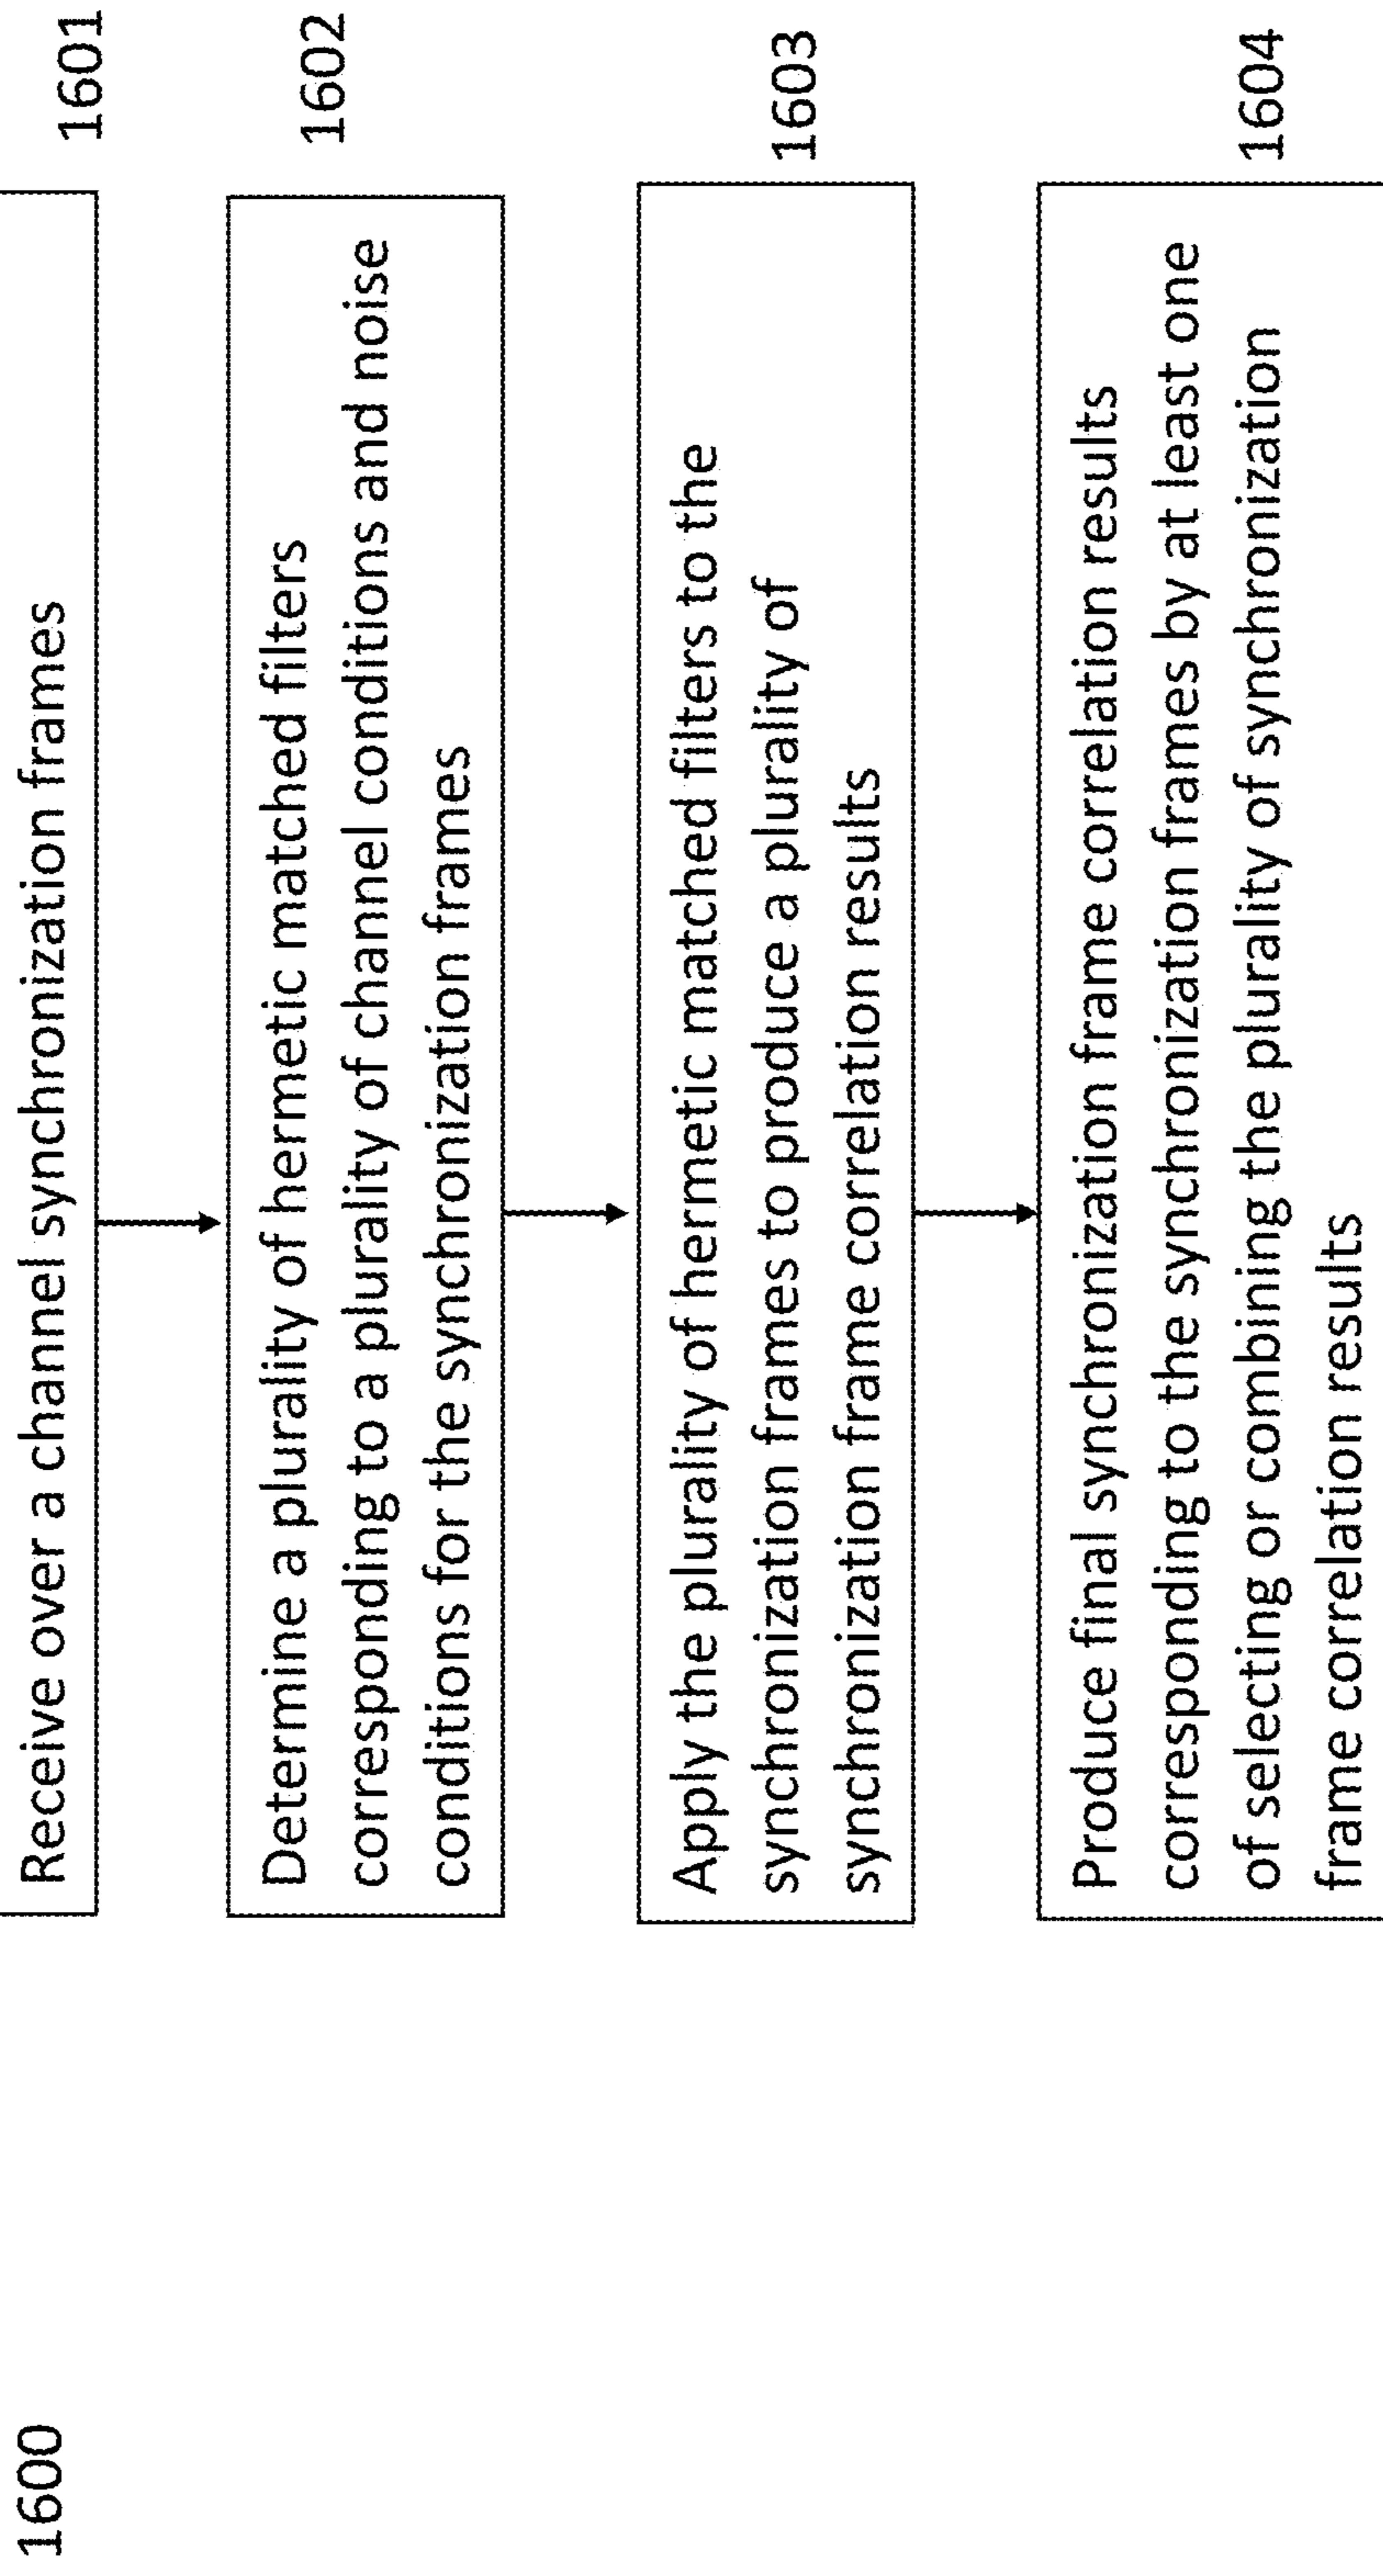 1600
Receive over a channel synchronization frames
1601
Determine a plurality of hermetic matched filters
corresponding to a plurality of channel conditions and noise
conditions for the synchronization frames
1602
Apply the plurality of hermetic matched filters to the
synchronization frames to produce a plurality of
synchronization frame correlation results
1603
Produce final synchronization frame correlation results
corresponding to the synchronization frames by at least one
of selecting or combining the plurality of synchronization
frame correlation results
1604